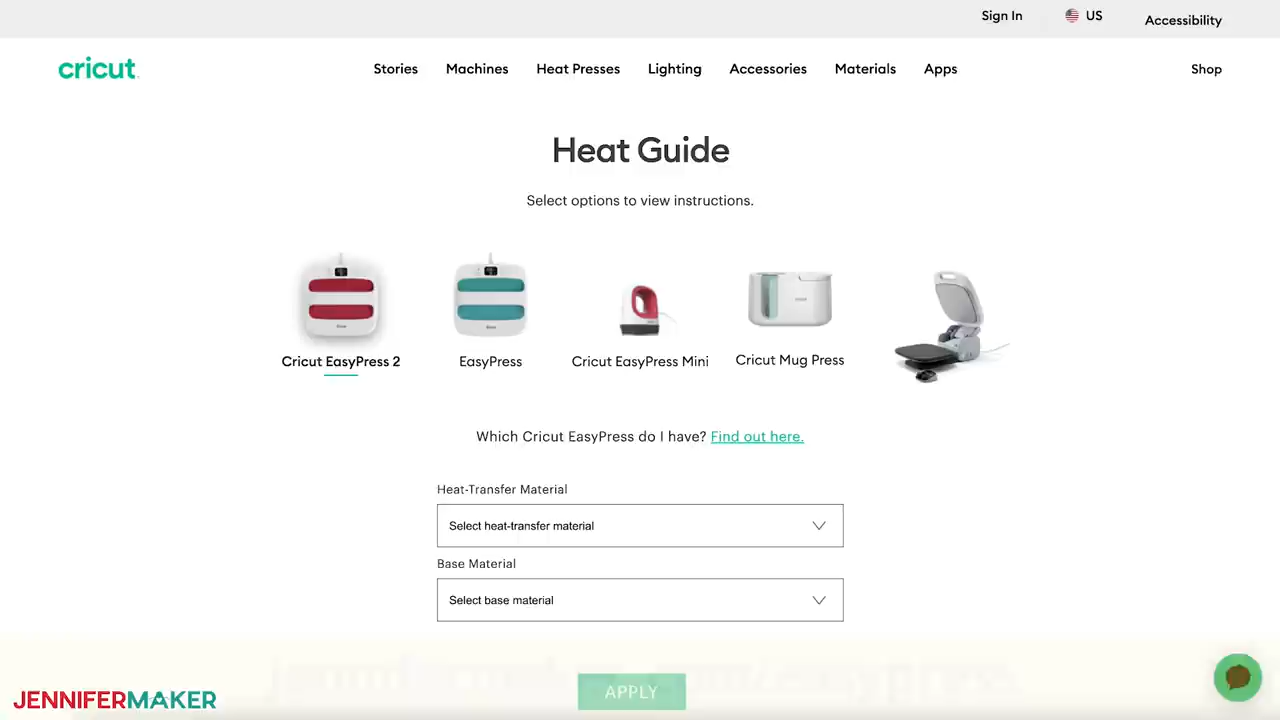 Sign In
US
Accessibility
cricut
Stories
Machines
Heat Presses
Lighting
Accessories
Materials
Apps
Shop
Heat Guide
Select options to view instructions.
Cricut EasyPress 2
EasyPress
Cricut EasyPress Mini
Cricut Mug Press
Which Cricut EasyPress do I have? Find out here.
Heat-Transfer Material
Select heat-transfer material
Base Material
Select base material
APPLY
JENNIFERMAKER